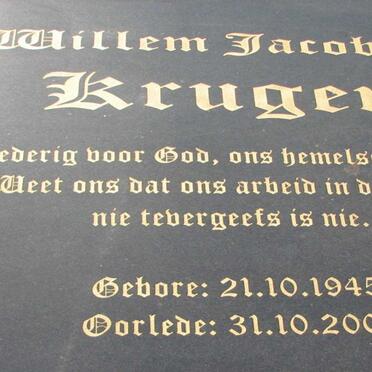 Willem Jacob
Kruger
ederig voor God, ons hemels
Weet ons dat ons arbeid in d
nie tevergeefs is nie.
Gebore: 21.10.1945
Oorlede: 31.10.200